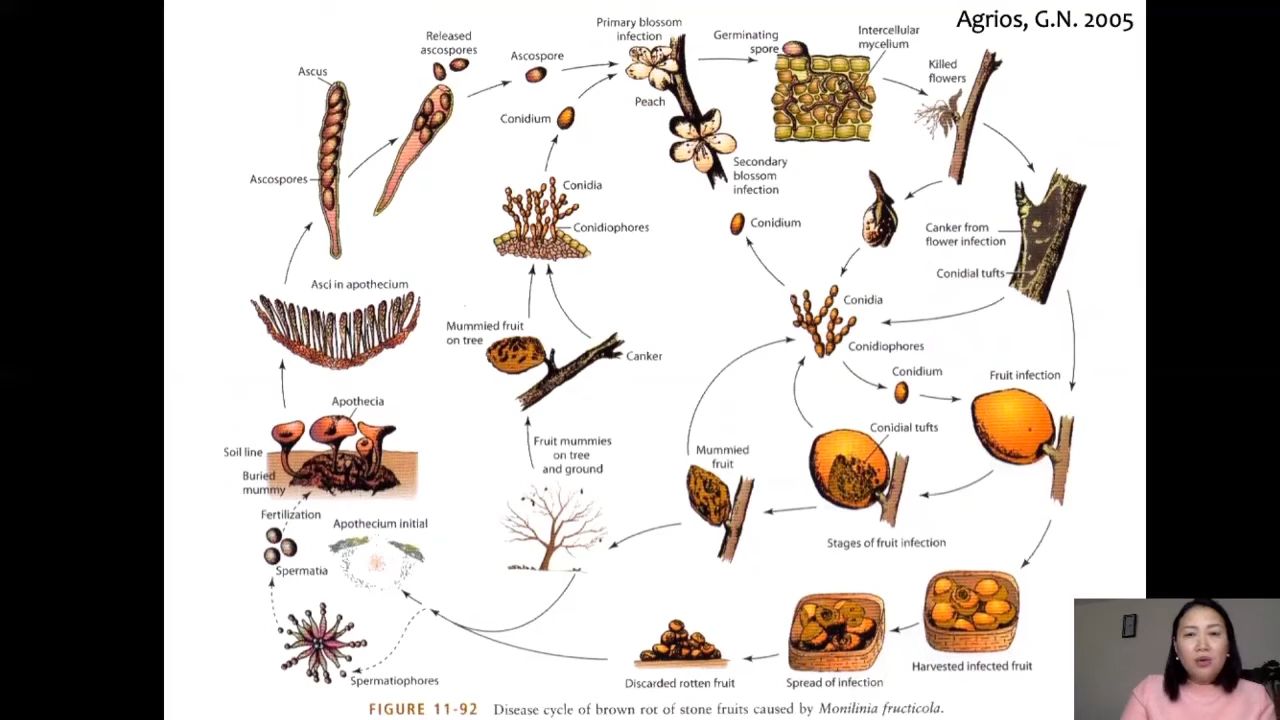 Agrios, G.N. 2005
Primary blossom
infection
Released
ascospores
Ascospore
Germinating
spore
Intercellular
mycelium
Killed
flowers
Ascus
Conidium
Peach
Ascospores
Conidia
Conidiophores
Secondary
blossom
infection
Conidium
Canker from
flower infection
Conidial tufts
Asci in apothecium
Conidia
Conidiophores
Mummied fruit
on tree
Canker
Conidium
Fruit infection
Apothecia
Soil line
Buried
mummy
Fruit mummies
on tree
and ground
Mummied
fruit
Conidial tufts
Fertilization
Apothecium initial
Spermatia
Stages of fruit infection
Spermatiophores
Discarded rotten fruit
Spread of infection
Harvested infected fruit
FIGURE 11-92 Disease cycle of brown rot of stone fruits caused by Monilinia fructicola.